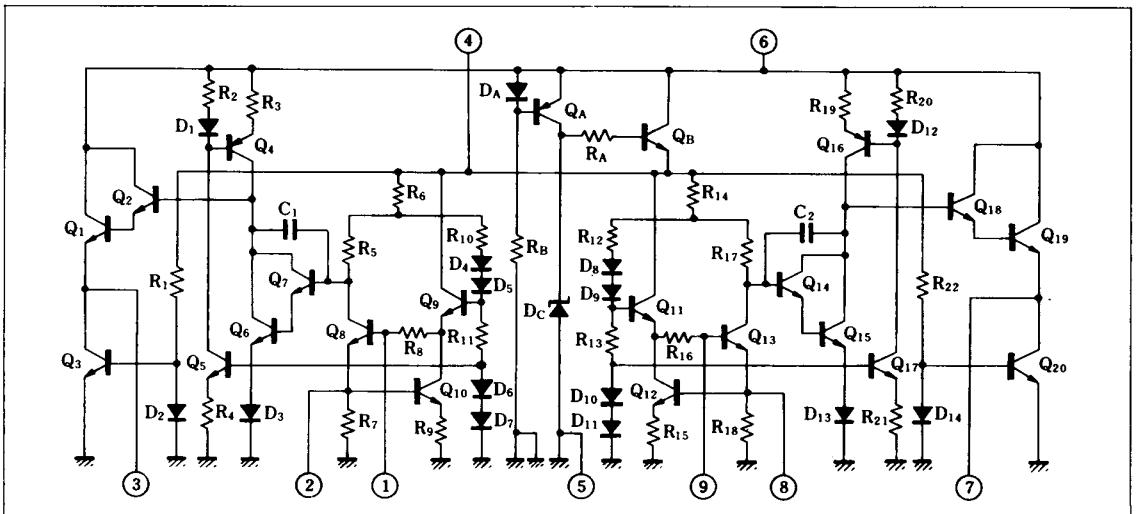 4 6
R2 R3 DA QA R19 R20
D1 Q4 QB D12
RA Q16
Q2 R6 R14 Q18
Q1 C1 C2 Q19
R5 R10 R12 R17
R1 Q7 D4 RB D8 Q14 R22
D5 D9
Q9 DC Q11
Q6 Q8 R8 R11 R13 R16 Q13 Q15
Q3 Q5 Q17
Q10 D6 D10 Q12 Q20
D2 R4 D3 R7 R9 D7 D11 R15 R18 D13 R21 D14
3 2 1 5 9 8 7